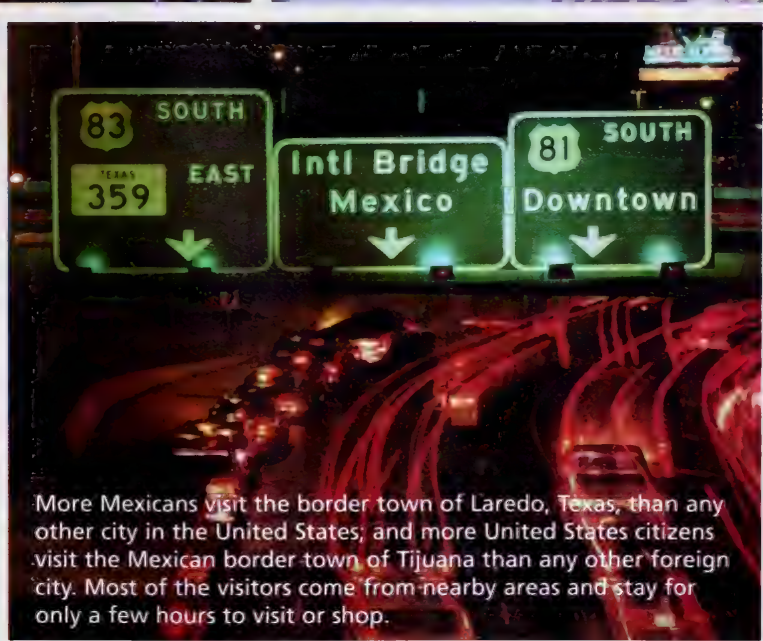 83 SOUTH
TEXAS
359 EAST
Intl Bridge
Mexico
81 SOUTH
Downtown
More Mexicans visit the border town of Laredo, Texas, than any
other city in the United States; and more United States citizens
visit the Mexican border town of Tijuana than any other foreign
city. Most of the visitors come from nearby areas and stay for
only a few hours to visit or shop.